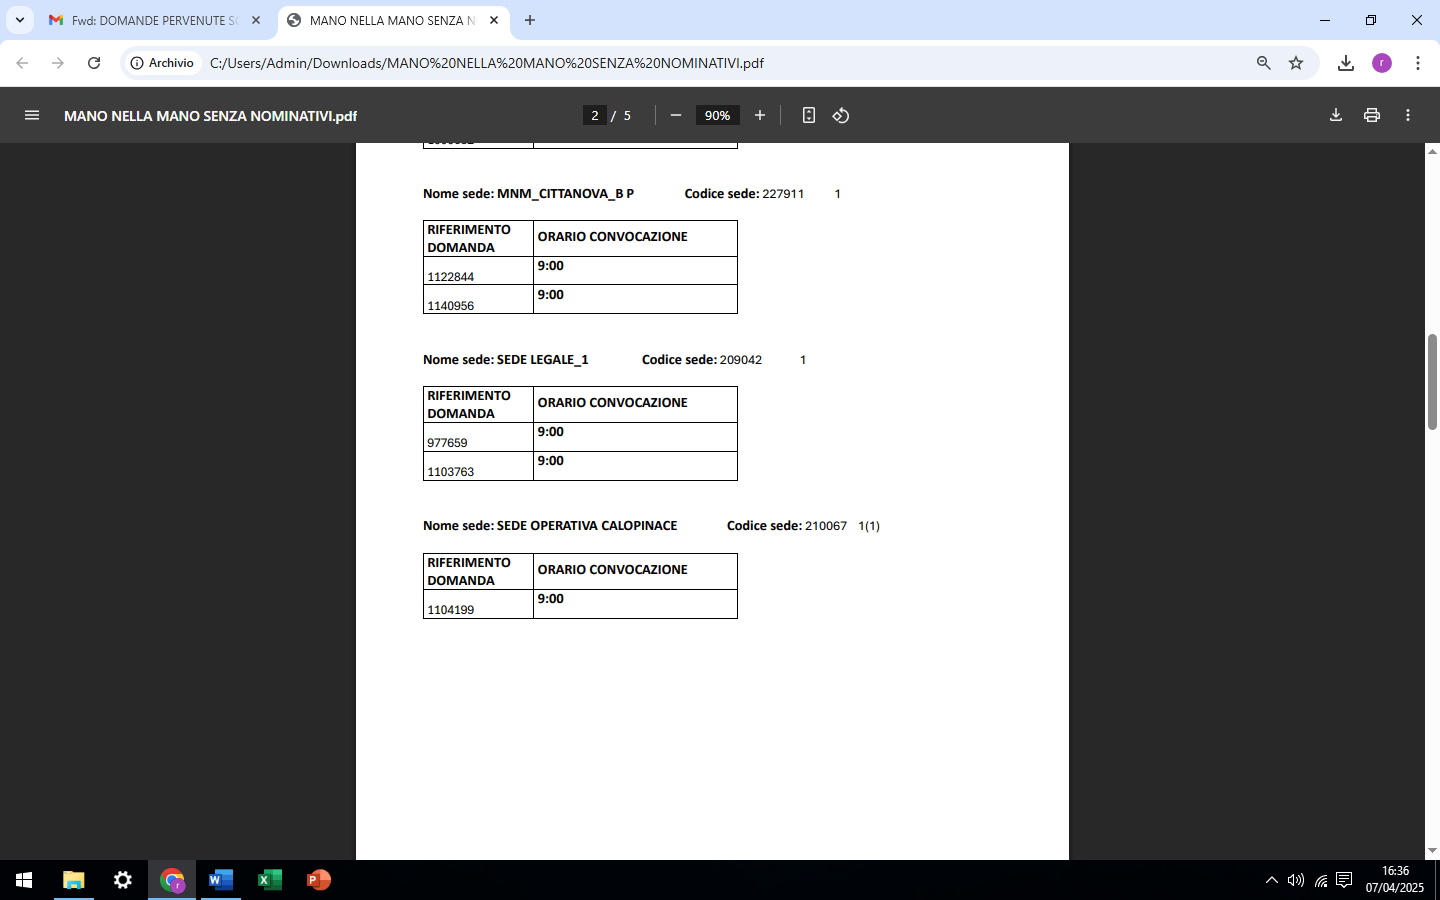 Fwd: DOMANDE PERVENUTE SC
MANO NELLA MANO SENZA N
Archivio
C:/Users/Admin/Downloads/MANO%20NELLA%20MANO%20SENZA%20NOMINATIVI.pdf
r
MANO NELLA MANO SENZA NOMINATIVI.pdf
2 / 5
90%
Nome sede: MNM_CITTANOVA_B P Codice sede: 227911 1
RIFERIMENTO DOMANDA ORARIO CONVOCAZIONE
1122844 9:00
1140956 9:00
Nome sede: SEDE LEGALE_1 Codice sede: 209042 1
RIFERIMENTO DOMANDA ORARIO CONVOCAZIONE
977659 9:00
1103763 9:00
Nome sede: SEDE OPERATIVA CALOPINACE Codice sede: 210067 1(1)
RIFERIMENTO DOMANDA ORARIO CONVOCAZIONE
1104199 9:00
16:36
07/04/2025